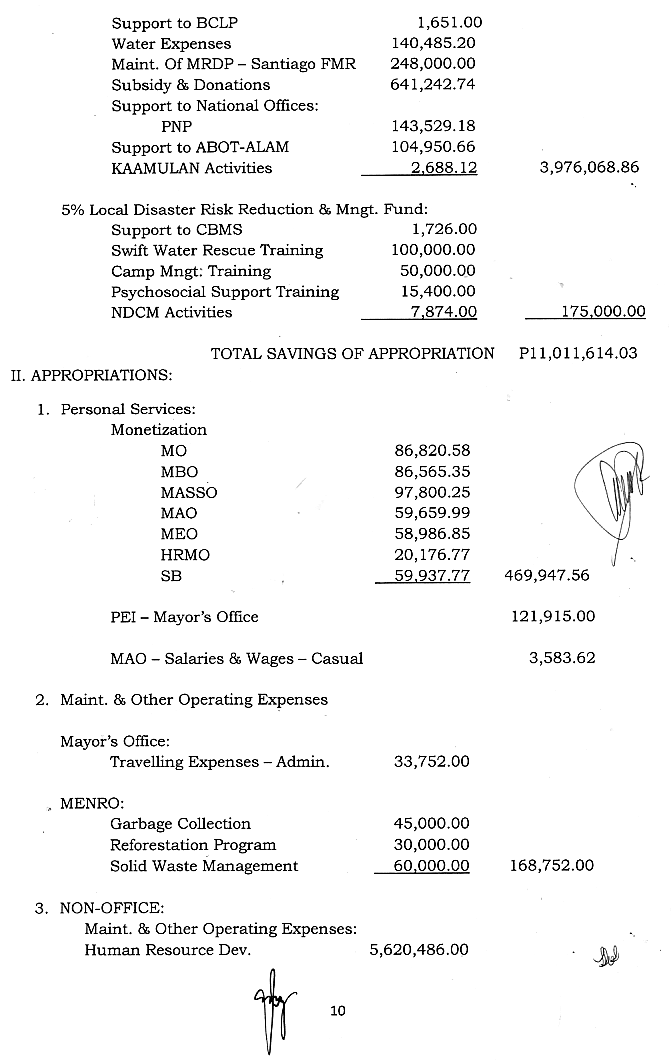 Support to BCLP 1,651.00
Water Expenses 140,485.20
Maint. Of MRDP – Santiago FMR 248,000.00
Subsidy & Donations 641,242.74
Support to National Offices:
PNP 143,529.18
Support to ABOT-ALAM 104,950.66
KAAMULAN Activities 2,688.12 3,976,068.86
5% Local Disaster Risk Reduction & Mngt. Fund:
Support to CBMS 1,726.00
Swift Water Rescue Training 100,000.00
Camp Mngt: Training 50,000.00
Psychosocial Support Training 15,400.00
NDCM Activities 7,874.00 175,000.00
TOTAL SAVINGS OF APPROPRIATION P11,011,614.03
II. APPROPRIATIONS:
1. Personal Services:
Monetization
MO 86,820.58
MBO 86,565.35
MASSO 97,800.25
MAO 59,659.99
MEO 58,986.85
HRMO 20,176.77
SB 59,937.77 469,947.56
PEI – Mayor's Office 121,915.00
MAO – Salaries & Wages – Casual 3,583.62
2. Maint. & Other Operating Expenses
Mayor's Office:
Travelling Expenses – Admin. 33,752.00
MENRO:
Garbage Collection 45,000.00
Reforestation Program 30,000.00
Solid Waste Management 60,000.00 168,752.00
3. NON-OFFICE:
Maint. & Other Operating Expenses:
Human Resource Dev. 5,620,486.00
10